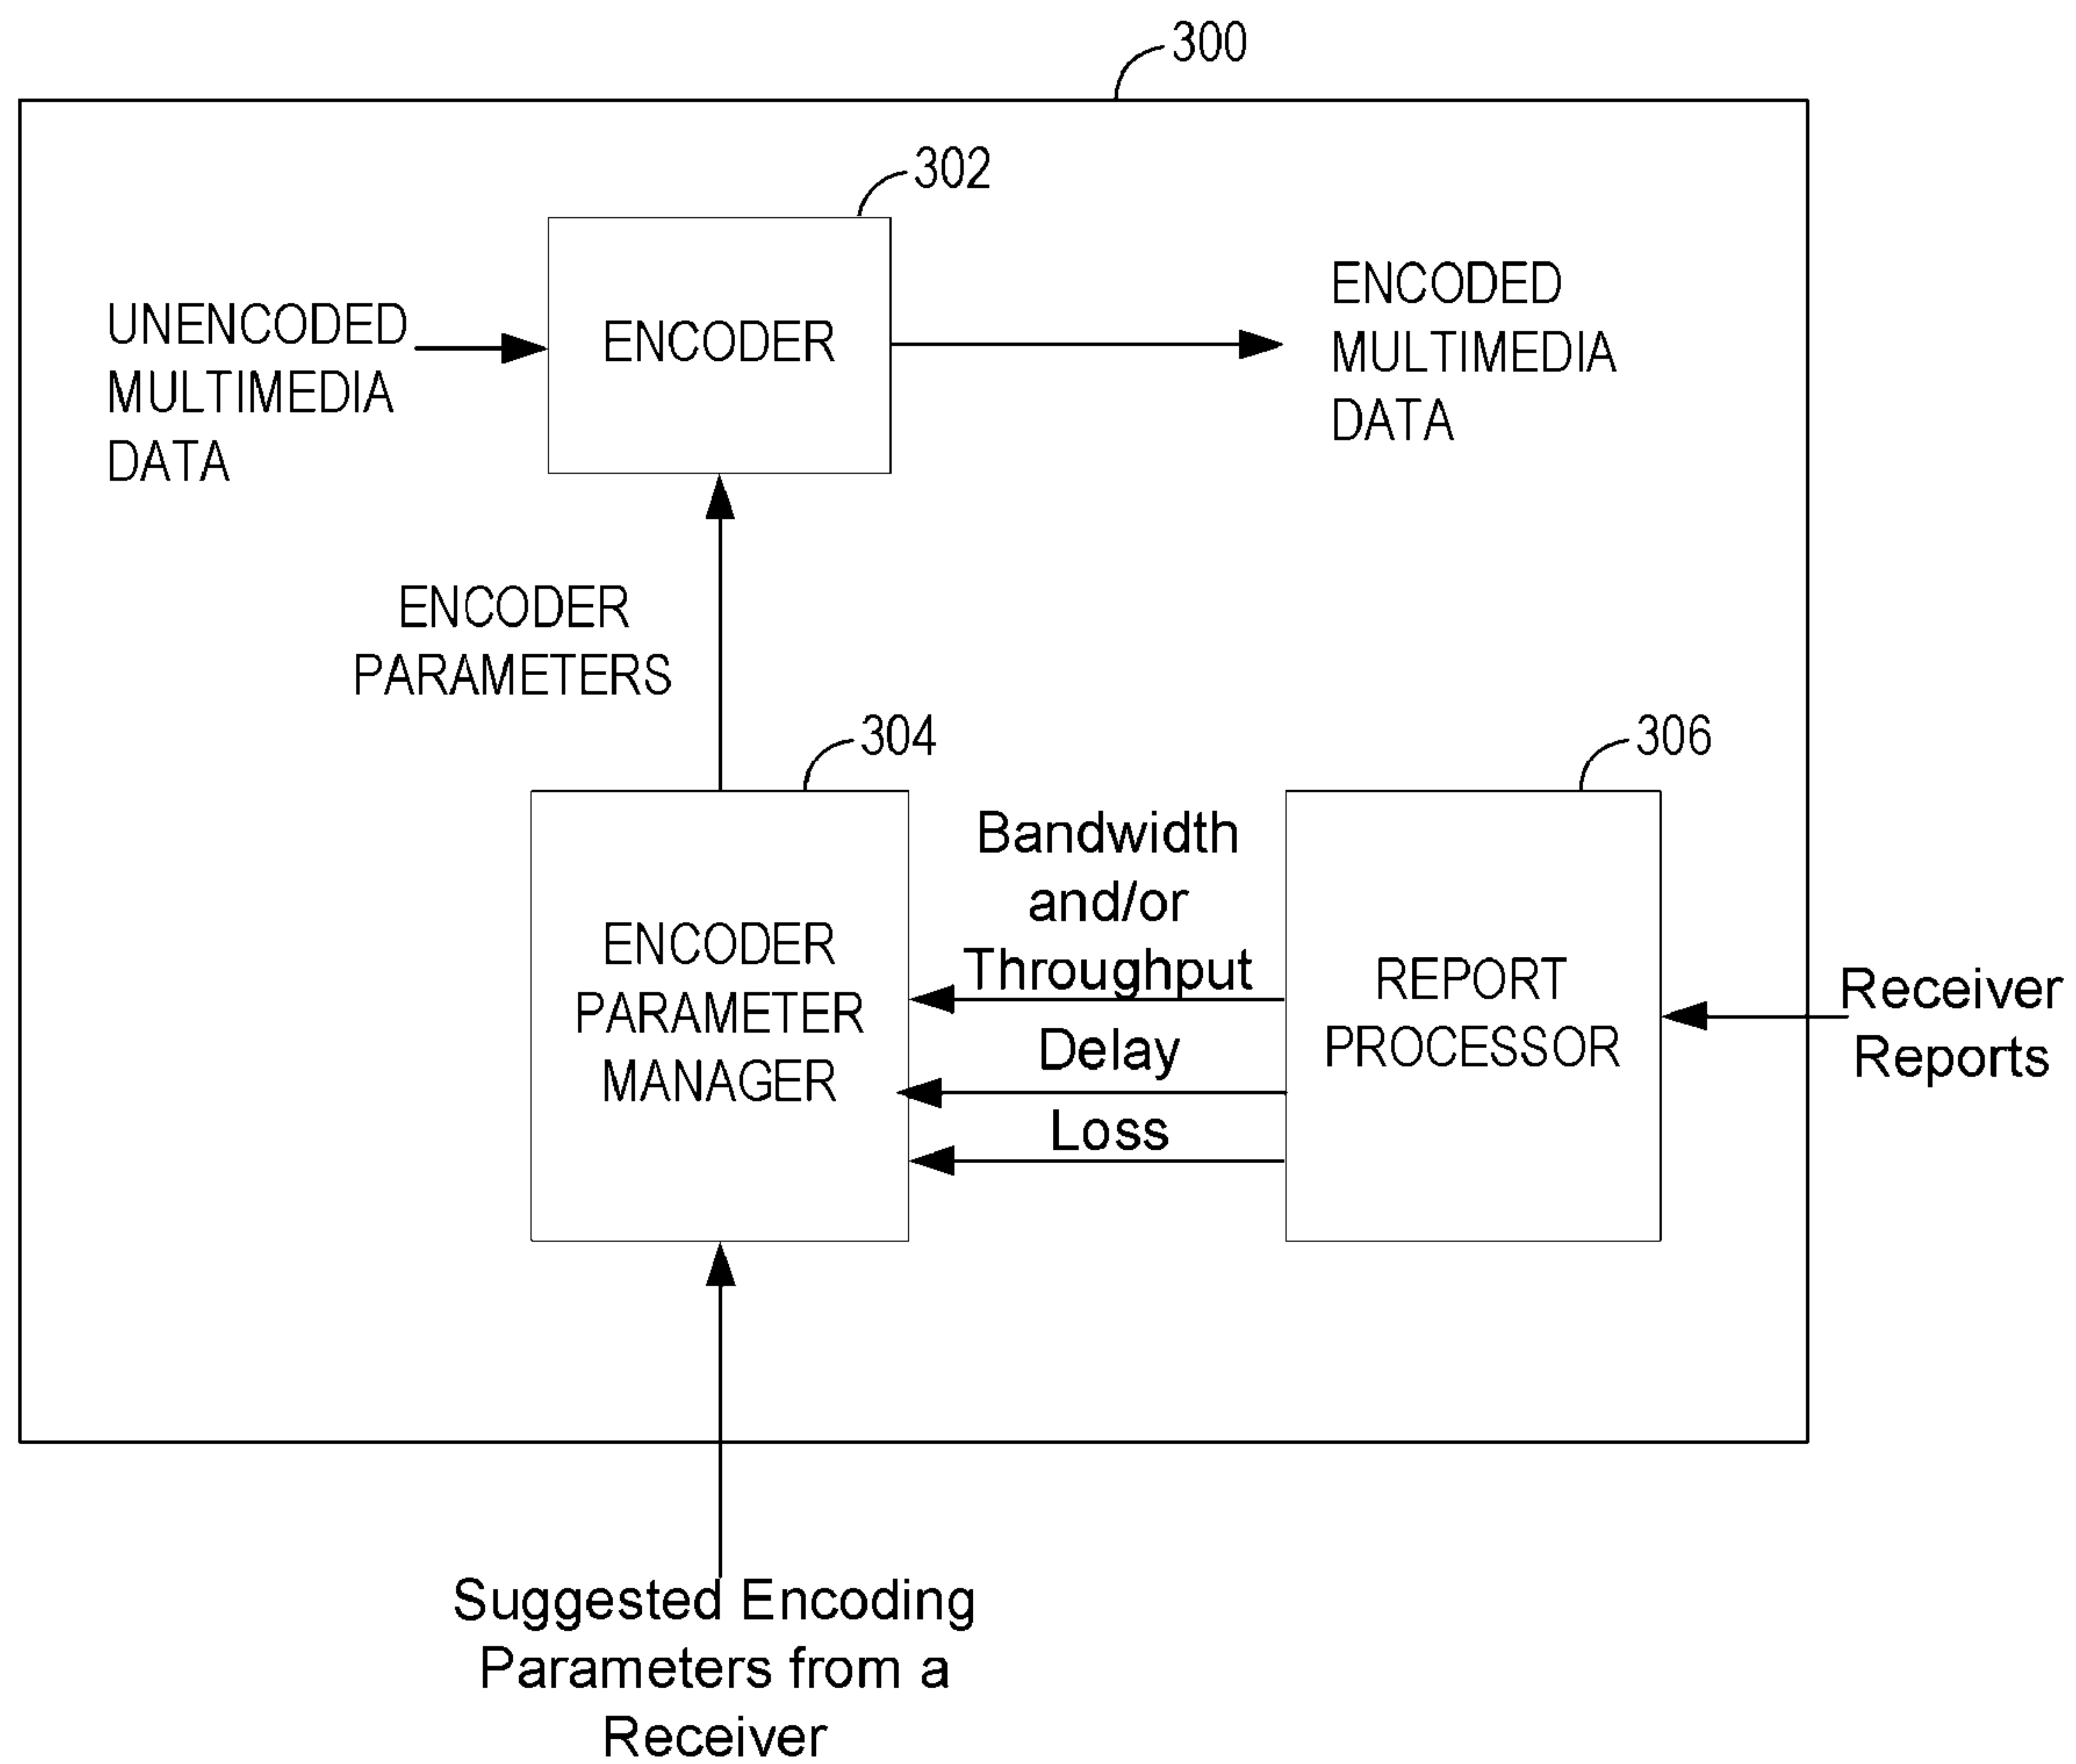 300
302
UNENCODED
MULTIMEDIA
DATA
ENCODER
ENCODED
MULTIMEDIA
DATA
ENCODER
PARAMETERS
304
306
ENCODER
PARAMETER
MANAGER
Bandwidth
and/or
Throughput
Delay
Loss
REPORT
PROCESSOR
Receiver
Reports
Suggested Encoding
Parameters from a
Receiver